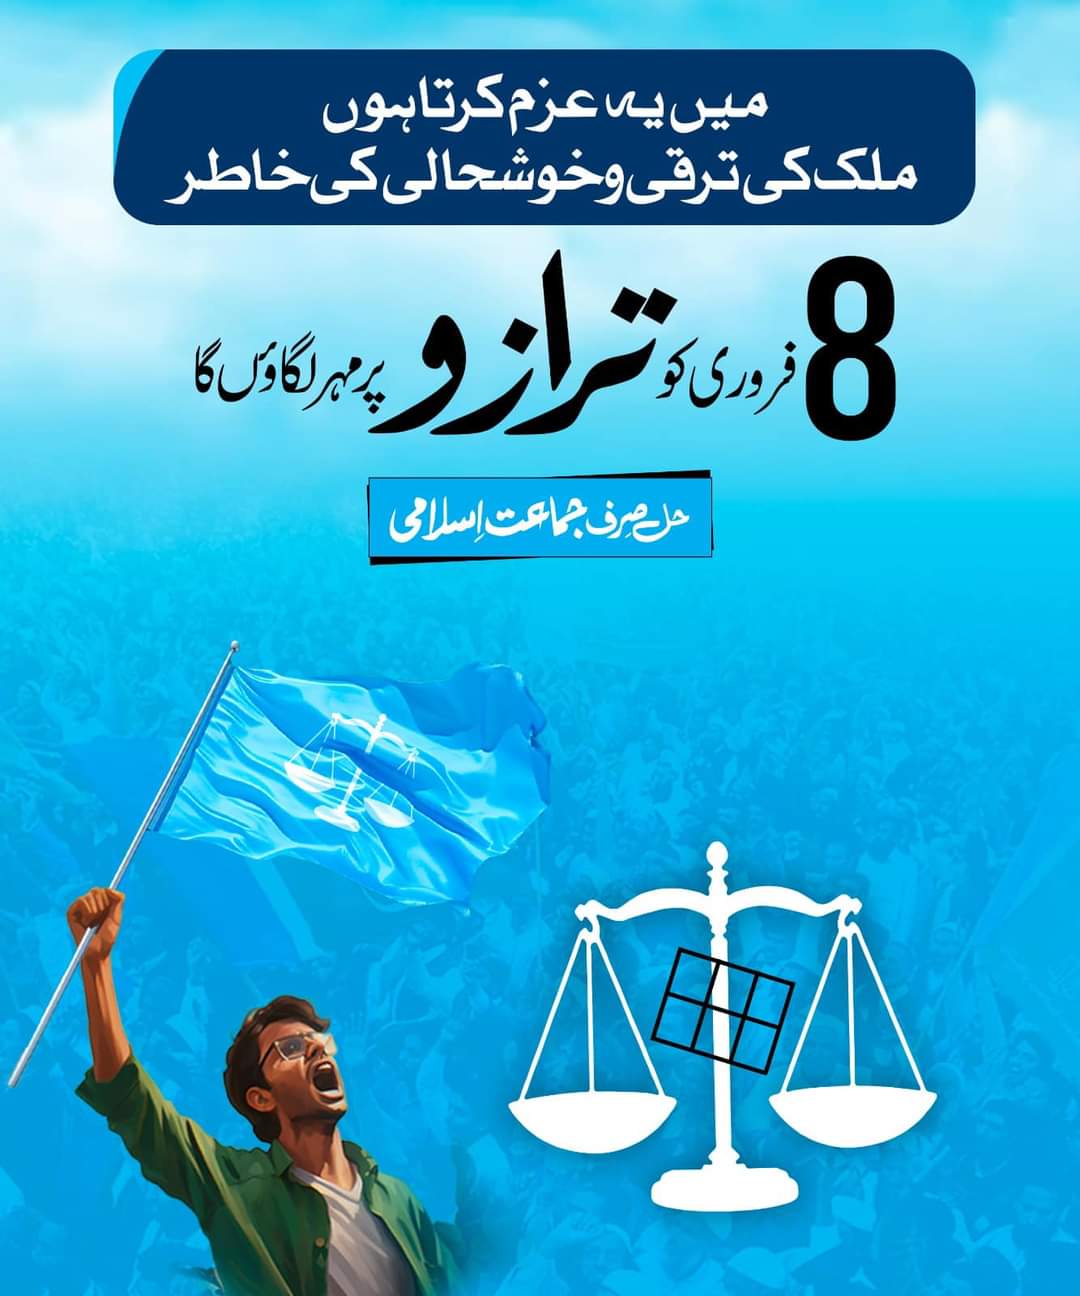 میں یہ عزم کرتا ہوں
ملک کی ترقی و خوشحالی کی خاطر
8 فروری کو ترازو پر مہر لگاؤں گا
حل صرف جماعت اِسلامی